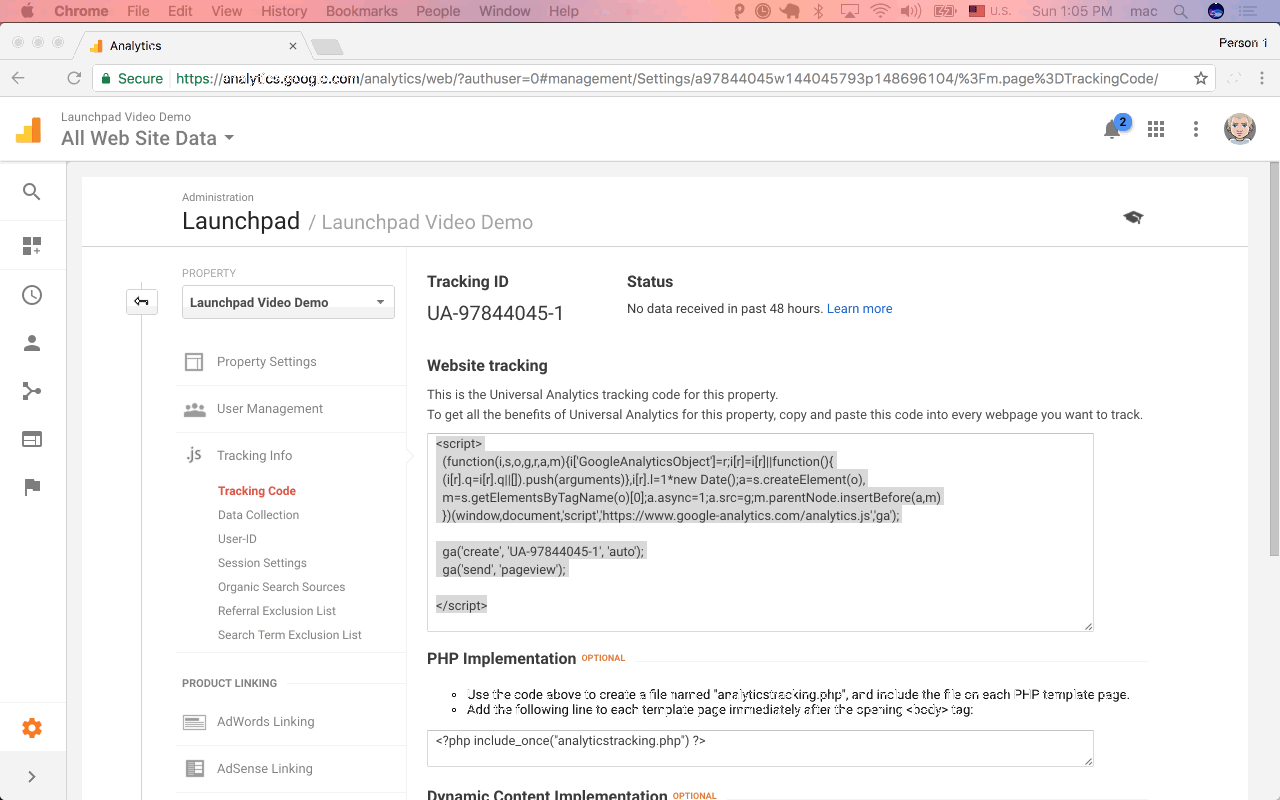 Chrome File Edit View History Bookmarks People Window Help U.S. Sun 1:05 PM mac
Analytics
Person 1
Secure https://analytics.google.com/analytics/web/?authuser=0#management/Settings/a97844045w144045793p148696104/%3Fm.page%3DTrackingCode/
Launchpad Video Demo
All Web Site Data
2
Administration
Launchpad / Launchpad Video Demo
PROPERTY
Launchpad Video Demo
Property Settings
User Management
.js Tracking Info
Tracking Code
Data Collection
User-ID
Session Settings
Organic Search Sources
Referral Exclusion List
Search Term Exclusion List
PRODUCT LINKING
AdWords Linking
AdSense Linking
Tracking ID
UA-97844045-1
Status
No data received in past 48 hours. Learn more
Website tracking
This is the Universal Analytics tracking code for this property.
To get all the benefits of Universal Analytics for this property, copy and paste this code into every webpage you want to track.
<script>
(function(i,s,o,g,r,a,m){i['GoogleAnalyticsObject']=r;i[r]=i[r]||function(){
(i[r].q=i[r].q||[]).push(arguments)},i[r].l=1*new Date();a=s.createElement(o),
m=s.getElementsByTagName(o)[0];a.async=1;a.src=g;m.parentNode.insertBefore(a,m)
})(window,document,'script','https://www.google-analytics.com/analytics.js','ga');
ga('create', 'UA-97844045-1', 'auto');
ga('send', 'pageview');
</script>
PHP Implementation OPTIONAL
Use the code above to create a file named "analyticstracking.php", and include the file on each PHP template page.
Add the following line to each template page immediately after the opening <body> tag:
<?php include_once("analyticstracking.php") ?>
Dynamic Content Implementation OPTIONAL